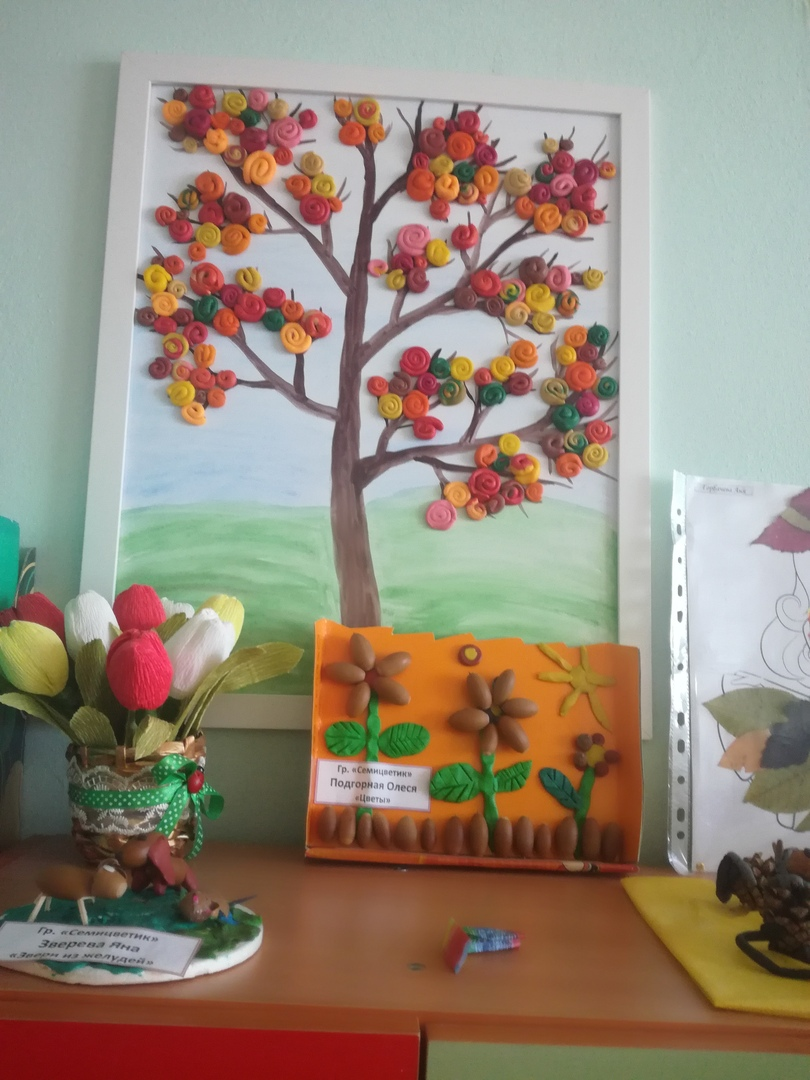 Гр. «Семицветик»
Подгорная Олеся
«Цветы»
Гр. «Семицветик»
Зверева Яна
«Звери из желудей»